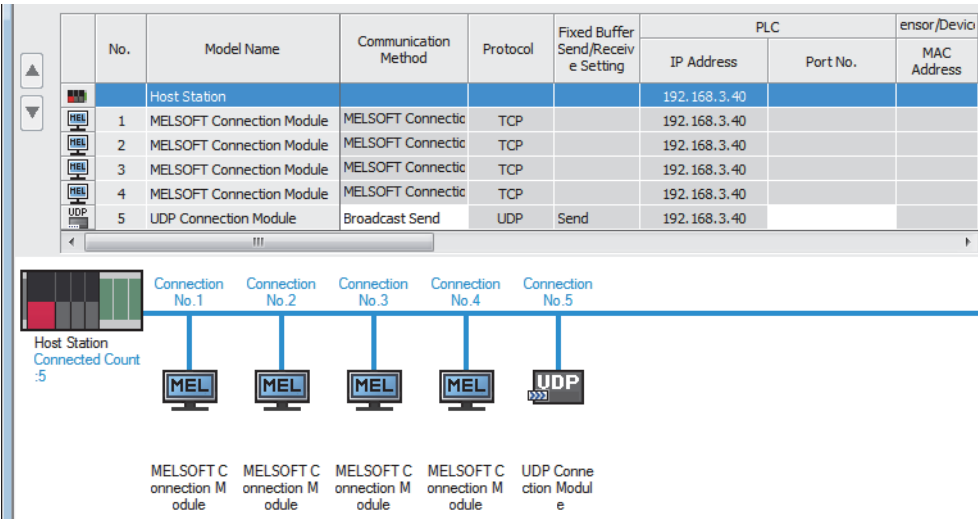 PLC
ensor/Devic
No.
Model Name
Communication
Method
Protocol
Fixed Buffer
Send/Receiv
e Setting
IP Address
Port No.
MAC
Address
Host Station 192.168.3.40
MEL 1 MELSOFT Connection Module MELSOFT Connectio TCP 192.168.3.40
MEL 2 MELSOFT Connection Module MELSOFT Connectio TCP 192.168.3.40
MEL 3 MELSOFT Connection Module MELSOFT Connectio TCP 192.168.3.40
MEL 4 MELSOFT Connection Module MELSOFT Connectio TCP 192.168.3.40
UDP 5 UDP Connection Module Broadcast Send UDP Send 192.168.3.40
Connection
No.1
Connection
No.2
Connection
No.3
Connection
No.4
Connection
No.5
Host Station
Connected Count
:5
MEL MEL MEL MEL UDP
MELSOFT C
onnection M
odule
MELSOFT C
onnection M
odule
MELSOFT C
onnection M
odule
MELSOFT C
onnection M
odule
UDP Conne
ction Modul
e